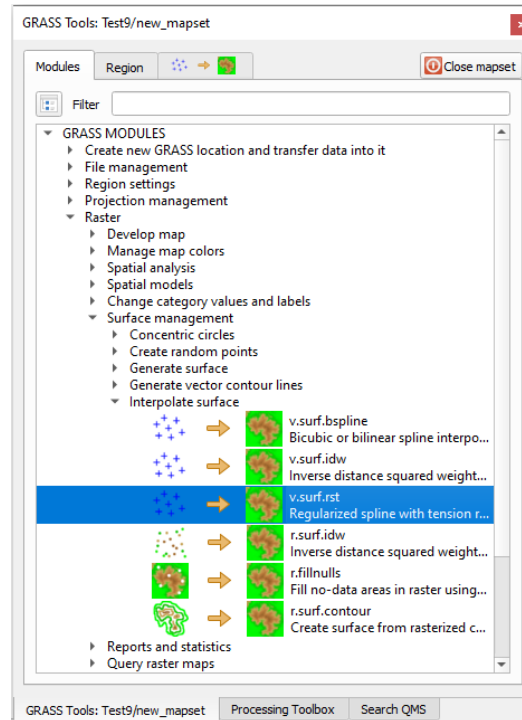 GRASS Tools: Test9/new_mapset
Modules
Region
Close mapset
Filter
GRASS MODULES
Create new GRASS location and transfer data into it
File management
Region settings
Projection management
Raster
Develop map
Manage map colors
Spatial analysis
Spatial models
Change category values and labels
Surface management
Concentric circles
Create random points
Generate surface
Generate vector contour lines
Interpolate surface
v.surf.bspline
Bicubic or bilinear spline interpo...
v.surf.idw
Inverse distance squared weight...
v.surf.rst
Regularized spline with tension r...
r.surf.idw
Inverse distance squared weight...
r.fillnulls
Fill no-data areas in raster using...
r.surf.contour
Create surface from rasterized c...
Reports and statistics
Query raster maps
GRASS Tools: Test9/new_mapset
Processing Toolbox
Search QMS